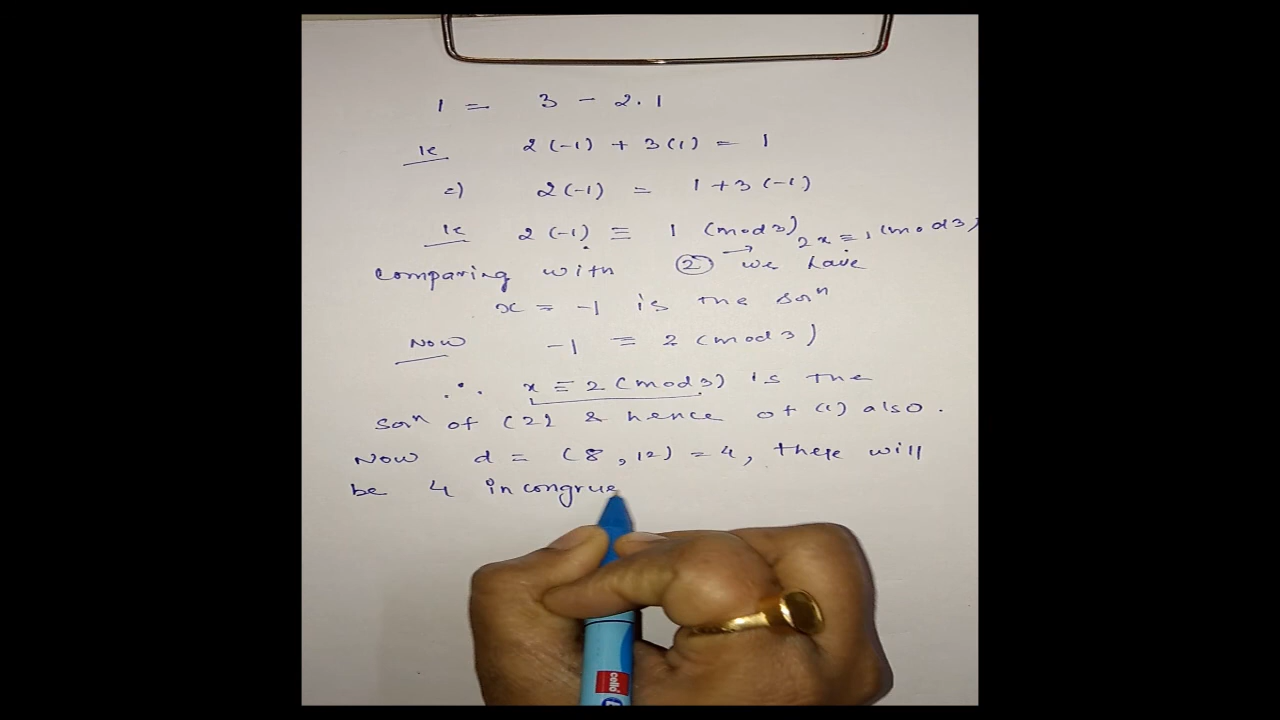 1 = 3 - 2.1
ie 2(-1) + 3(1) = 1
=) 2(-1) = 1+3(-1)
ie 2(-1) ≡ 1 (mod 3) 2x ≡ 1 (mod 3)
comparing with → ② we have
x = -1 is the solⁿ
Now -1 ≡ 2 (mod 3)
∴ x ≡ 2 (mod 3) is the
solⁿ of (2) & hence of (1) also.
Now d = (8, 12) = 4, there will
be 4 incongrue
cello